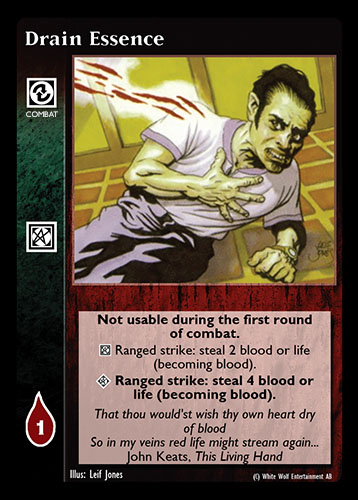 Drain Essence
COMBAT
Not usable during the first round
of combat.
Ranged strike: steal 2 blood or life
(becoming blood).
Ranged strike: steal 4 blood or
life (becoming blood).
That thou would'st wish thy own heart dry
of blood
So in my veins red life might stream again...
John Keats, This Living Hand
1
Illus: Leif Jones
(C) White Wolf Entertainment AB